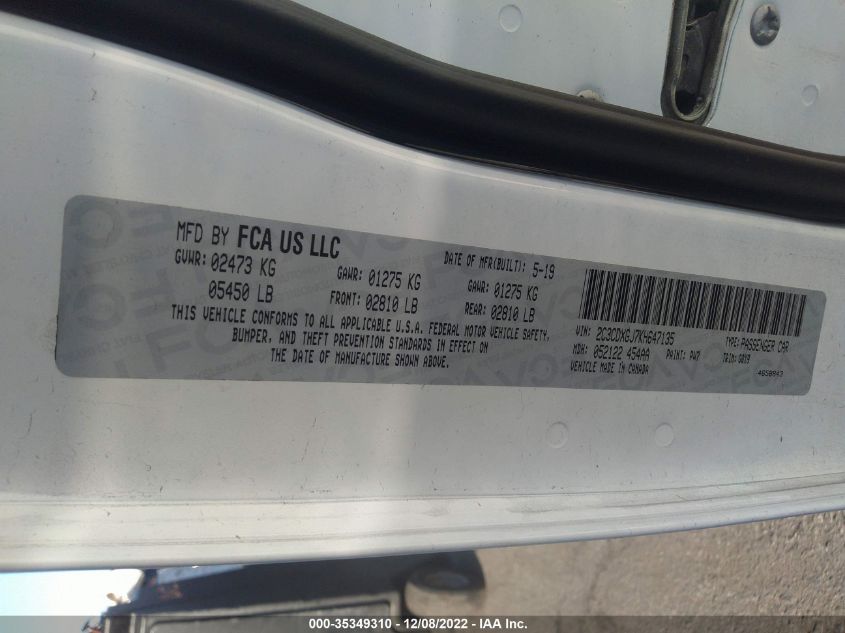 MFD BY FCA US LLC
DATE OF MFR(BUILT): 5-19
GVWR: 02473 KG
GAWR: 01275 KG
GAWR: 01275 KG
05450 LB
FRONT: 02810 LB
REAR: 02810 LB
THIS VEHICLE CONFORMS TO ALL APPLICABLE U.S.A. FEDERAL MOTOR VEHICLE SAFETY,
BUMPER, AND THEFT PREVENTION STANDARDS IN EFFECT ON
THE DATE OF MANUFACTURE SHOWN ABOVE.
VIN: 2C3CDXGJ7KH647135
TYPE: PASSENGER CAR
MDH: 052122 454AA
PAINT: PW7
TRIM:
VEHICLE MADE IN CANADA
000-35349310 - 12/08/2022 - IAA Inc.